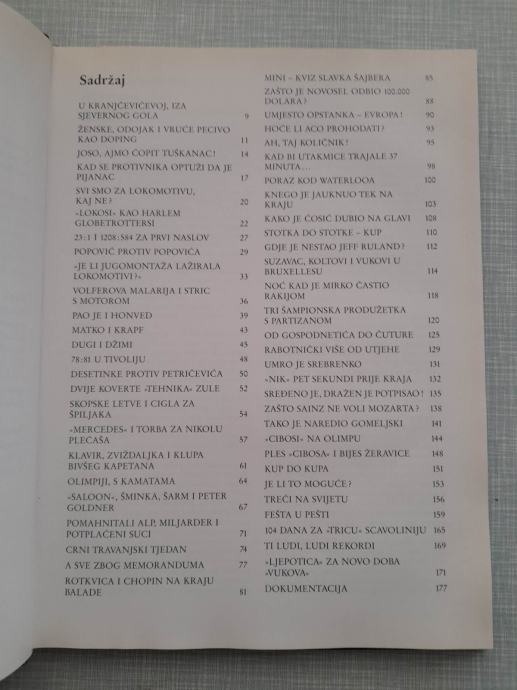 Sadržaj
U KRANJČEVIĆEVOJ, IZA
SJEVERNOG GOLA 9
ŽENSKE, ODOJAK I VRUĆE PECIVO
KAO DOPING 11
JOSO, AJMO ČOPIT TUŠKANAC! 14
KAD SE PROTIVNIKA OPTUŽI DA JE
PIJANAC 17
SVI SMO ZA LOKOMOTIVU,
KAJ NE? 20
»LOKOSI« KAO HARLEM
GLOBETROTTERSI 22
23:1 I 1208:584 ZA PRVI NASLOV 27
POPOVIĆ PROTIV POPOVIĆA 29
»JE LI JUGOMONTAŽA LAŽIRALA
LOKOMOTIVI?« 33
VOLFEROVA MALARIJA I STRIC
S MOTOROM 36
PAO JE I HONVED 39
MATKO I KRAPF 43
DUGI I DŽIMI 45
78:81 U TIVOLIJU 48
DESETINKE PROTIV PETRIČEVIĆA 50
DVIJE KOVERTE »TEHNIKA« ZULE 52
SKOPSKE LETVE I CIGLA ZA
ŠPILJAKA 54
»MERCEDES« I TORBA ZA NIKOLU
PLEĆAŠA 57
KLAVIR, ZVIŽDALJKA I KLUPA
BIVŠEG KAPETANA 61
OLIMPIJI, S KAMATAMA 64
»SALOON«, ŠMINKA, ŠARM I PETER
GOLDNER 67
POMAHNITALI ALP, MILJARDER I
POTPLAĆENI SUCI 71
CRNI TRAVANJSKI TJEDAN 74
A SVE ZBOG MEMORANDUMA 77
ROTKVICA I CHOPIN NA KRAJU
BALADE 81
MINI – KVIZ SLAVKA ŠAJBERA 85
ZAŠTO JE NOVOSEL ODBIO 100.000
DOLARA? 88
UMJESTO OPSTANKA – EVROPA! 90
HOĆE LI ACO PROHODATI? 93
AH, TAJ KOLIČNIK! 95
KAD BI UTAKMICE TRAJALE 37
MINUTA... 98
PORAZ KOD WATERLOOA 100
KNEGO JE JAUKNUO TEK NA
KRAJU 103
KAKO JE ĆOSIĆ DUBIO NA GLAVI 108
STOTKA DO STOTKE – KUP 110
GDJE JE NESTAO JEFF RULAND? 112
SUZAVAC, KOLTOVI I VUKOVI U
BRUXELLESU 114
NOĆ KAD JE MIRKO ČASTIO
RAKIJOM 118
TRI ŠAMPIONSKA PRODUŽETKA
S PARTIZANOM 120
OD GOSPODNETIĆA DO ČUTURE 125
RABOTNIČKI VIŠE OD UTJEHE 129
UMRO JE SREBRENKO 131
»NIK« PET SEKUNDI PRIJE KRAJA 132
SREĐENO JE, DRAŽEN JE POTPISAO! 135
ZAŠTO SAINZ NE VOLI MOZARTA? 138
TAKO JE NAREDIO GOMELJSKI 141
»CIBOSI« NA OLIMPU 144
PLES »CIBOSA« I BIJES ŽERAVICE 148
KUP DO KUPA 151
JE LI TO MOGUĆE? 153
TREĆI NA SVIJETU 156
FEŠTA U PEŠTI 159
104 DANA ZA »TRICU« SCAVOLINIJU 165
TI LUDI, LUDI REKORDI 169
»LJEPOTICA« ZA NOVO DOBA
»VUKOVA« 171
DOKUMENTACIJA 177